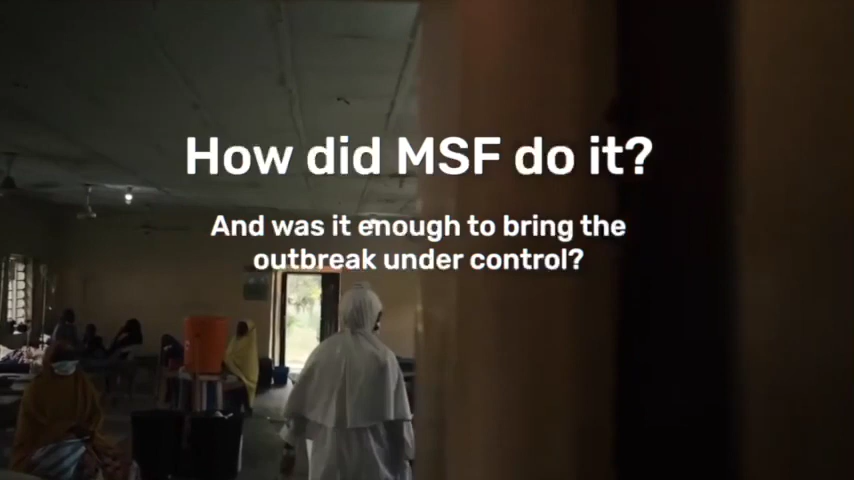 How did MSF do it?
And was it enough to bring the
outbreak under control?